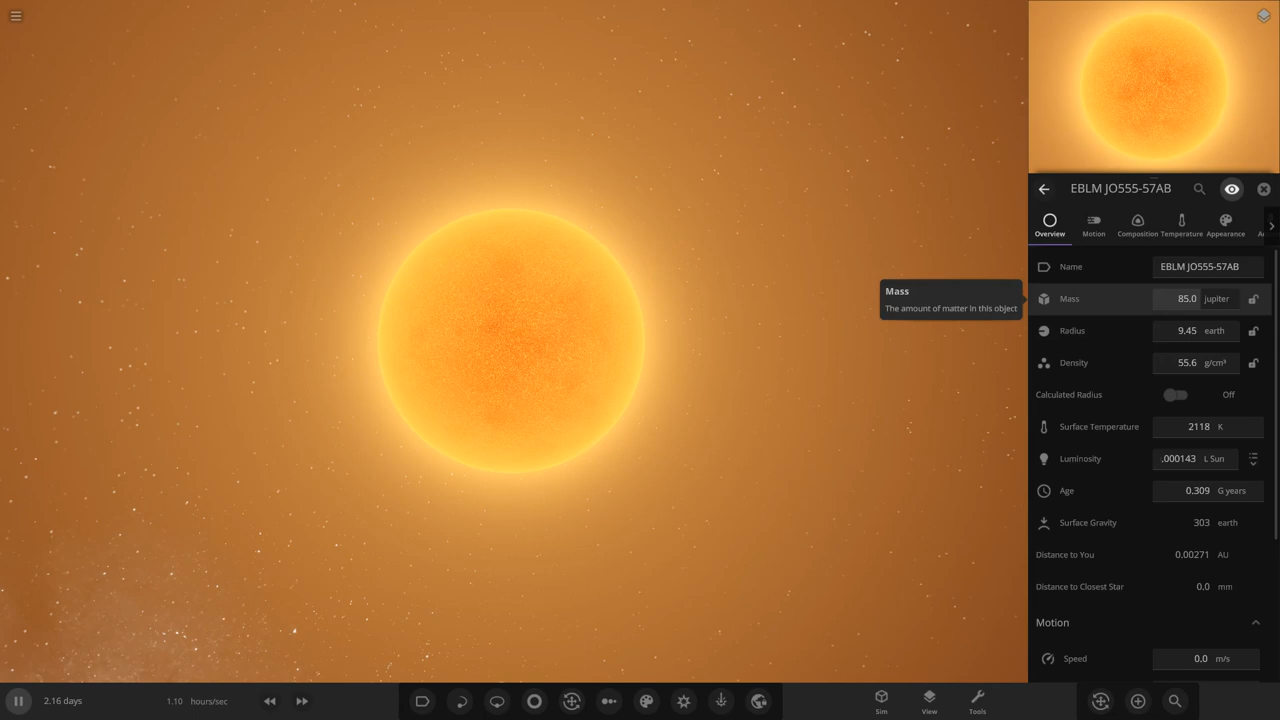 EBLM JO555-57AB
Overview
Motion
Composition
Temperature
Appearance
Name EBLM JO555-57AB
Mass
The amount of matter in this object
Mass 85.0 jupiter
Radius 9.45 earth
Density 55.6 g/cm³
Calculated Radius Off
Surface Temperature 2118 K
Luminosity .000143 L Sun
Age 0.309 G years
Surface Gravity 303 earth
Distance to You 0.00271 AU
Distance to Closest Star 0.0 mm
Motion
Speed 0.0 m/s
2.16 days
1.10 hours/sec
Sim
View
Tools